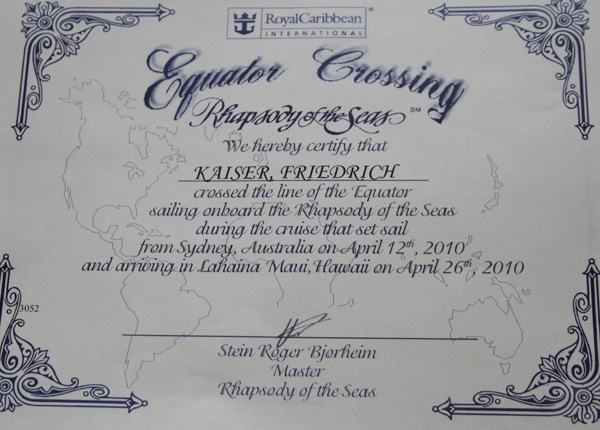 RoyalCaribbean®
INTERNATIONAL
Equator Crossing
Rhapsody of the Seas℠
We hereby certify that
KAISER, FRIEDRICH
crossed the line of the Equator
sailing onboard the Rhapsody of the Seas
during the cruise that set sail
from Sydney, Australia on April 12th, 2010
and arriving in Lahaina Maui, Hawaii on April 26th, 2010
3052
Stein Roger Bjorheim
Master
Rhapsody of the Seas